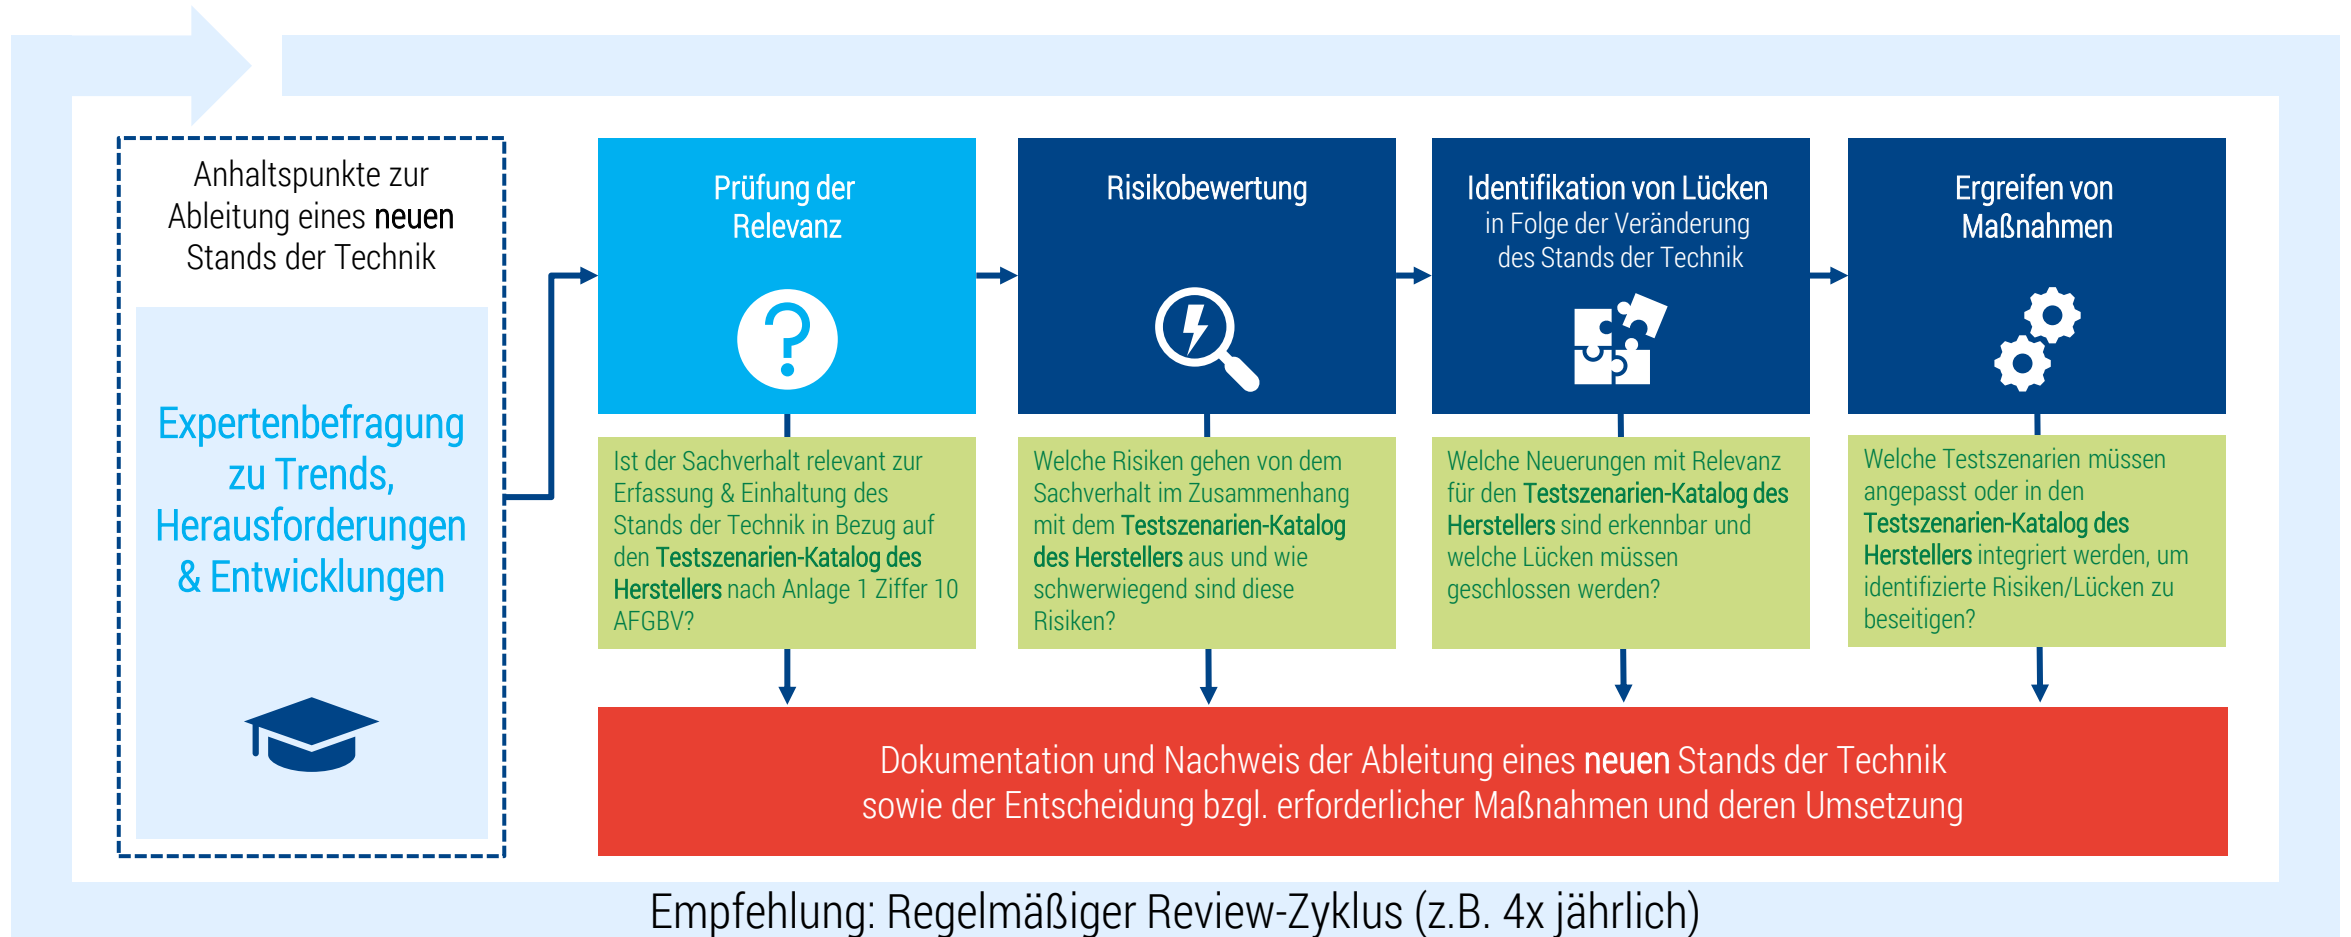 Anhaltspunkte zur
Ableitung eines neuen
Stands der Technik
Expertenbefragung
zu Trends,
Herausforderungen
& Entwicklungen
Prüfung der
Relevanz
Ist der Sachverhalt relevant zur
Erfassung & Einhaltung des
Stands der Technik in Bezug auf
den Testszenarien-Katalog des
Herstellers nach Anlage 1 Ziffer 10
AFGBV?
Risikobewertung
Welche Risiken gehen von dem
Sachverhalt im Zusammenhang
mit dem Testszenarien-Katalog
des Herstellers aus und wie
schwerwiegend sind diese
Risiken?
Identifikation von Lücken
in Folge der Veränderung
des Stands der Technik
Welche Neuerungen mit Relevanz
für den Testszenarien-Katalog des
Herstellers sind erkennbar und
welche Lücken müssen
geschlossen werden?
Ergreifen von
Maßnahmen
Welche Testszenarien müssen
angepasst oder in den
Testszenarien-Katalog des
Herstellers integriert werden, um
identifizierte Risiken/Lücken zu
beseitigen?
Dokumentation und Nachweis der Ableitung eines neuen Stands der Technik
sowie der Entscheidung bzgl. erforderlicher Maßnahmen und deren Umsetzung
Empfehlung: Regelmäßiger Review-Zyklus (z.B. 4x jährlich)